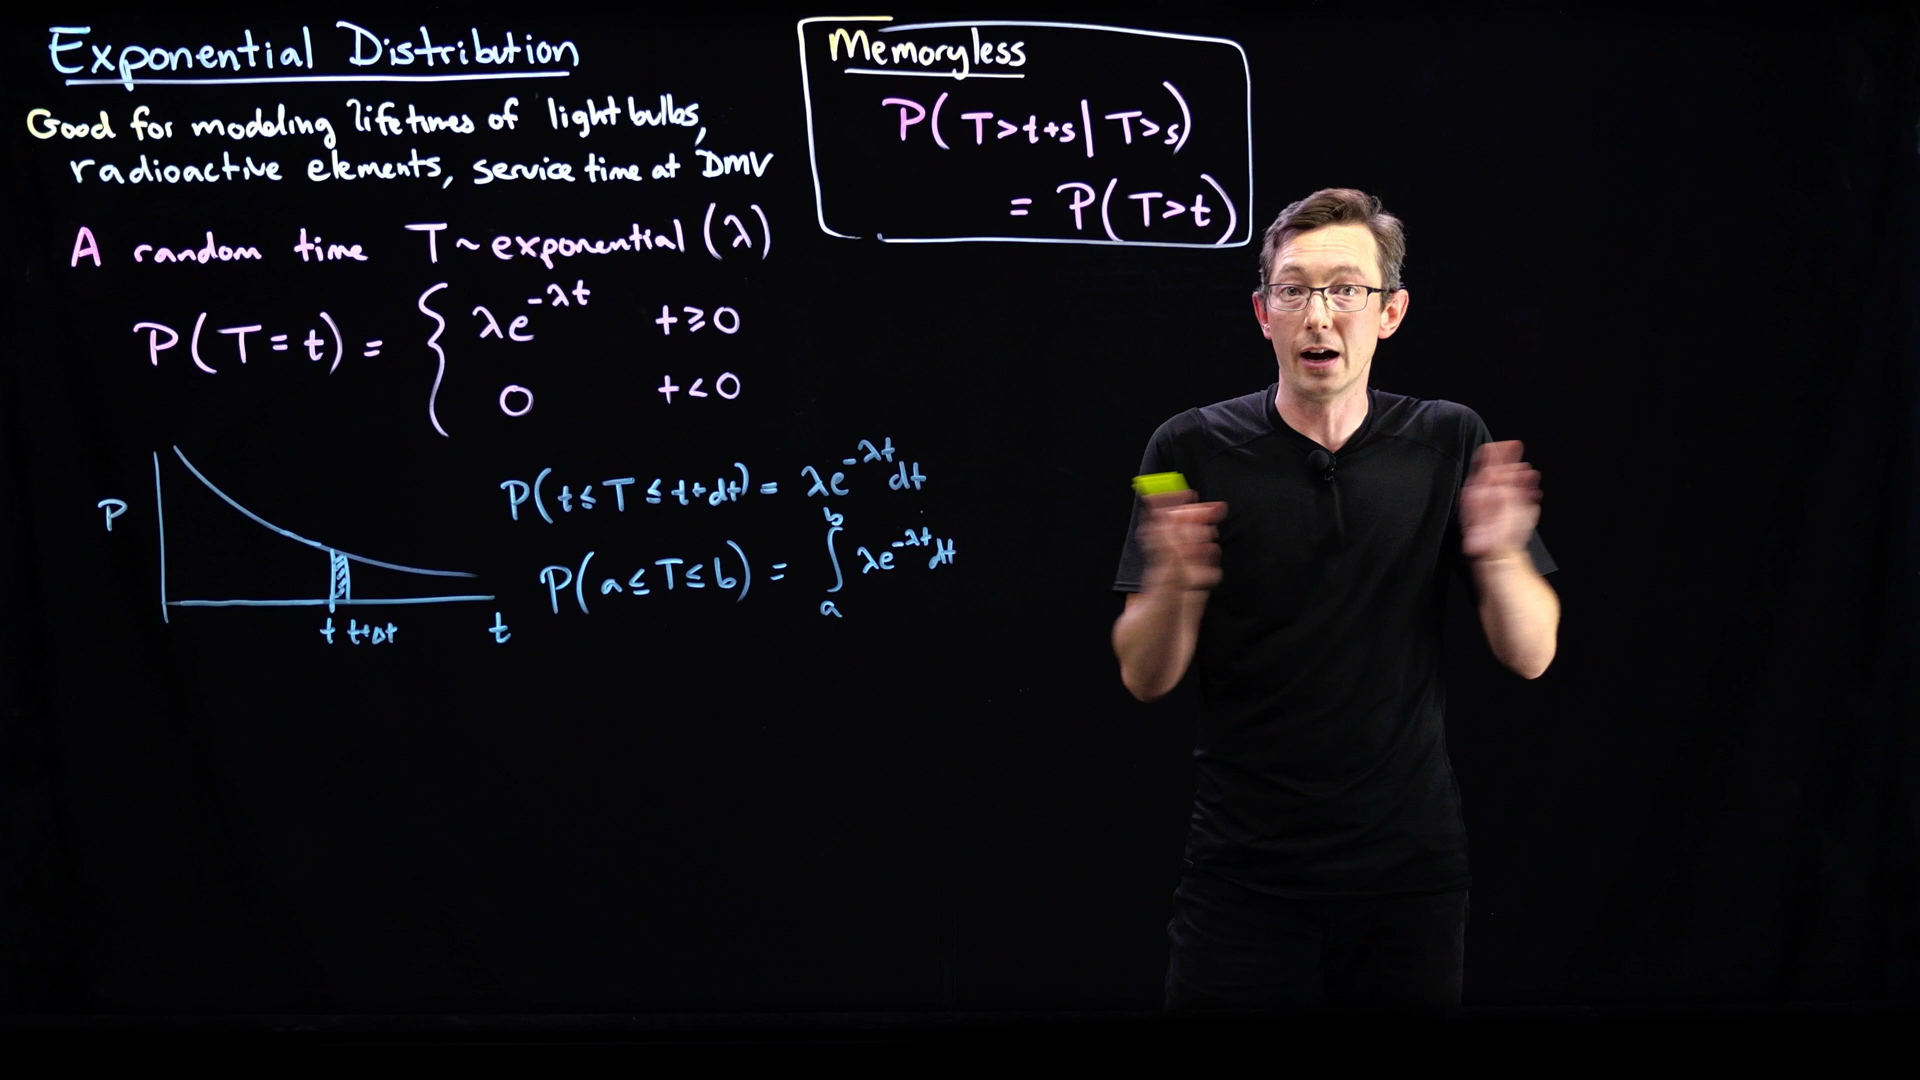 Exponential Distribution
Good for modeling lifetimes of light bulbs,
radioactive elements, service time at DMV
A random time T ~ exponential (λ)
P(T = t) = { λe^{-λt} t ≥ 0
0 t < 0
P
t t+Δt t
P(t ≤ T ≤ t+dt) = λe^{-λt} dt
P(a ≤ T ≤ b) = ∫_a^b λe^{-λt} dt
Memoryless
P(T > t+s | T > s)
= P(T > t)